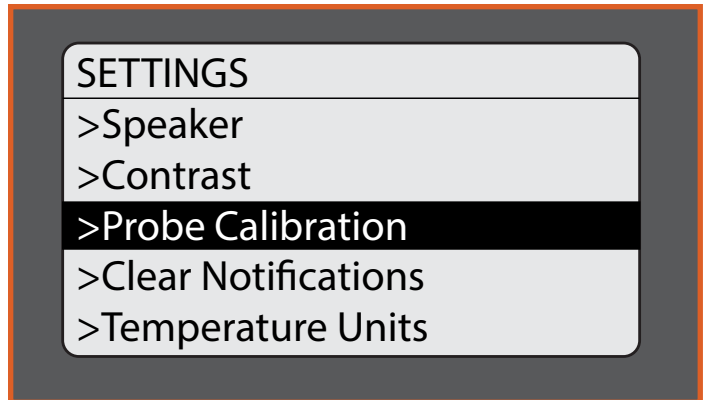 SETTINGS
>Speaker
>Contrast
>Probe Calibration
>Clear Notifications
>Temperature Units